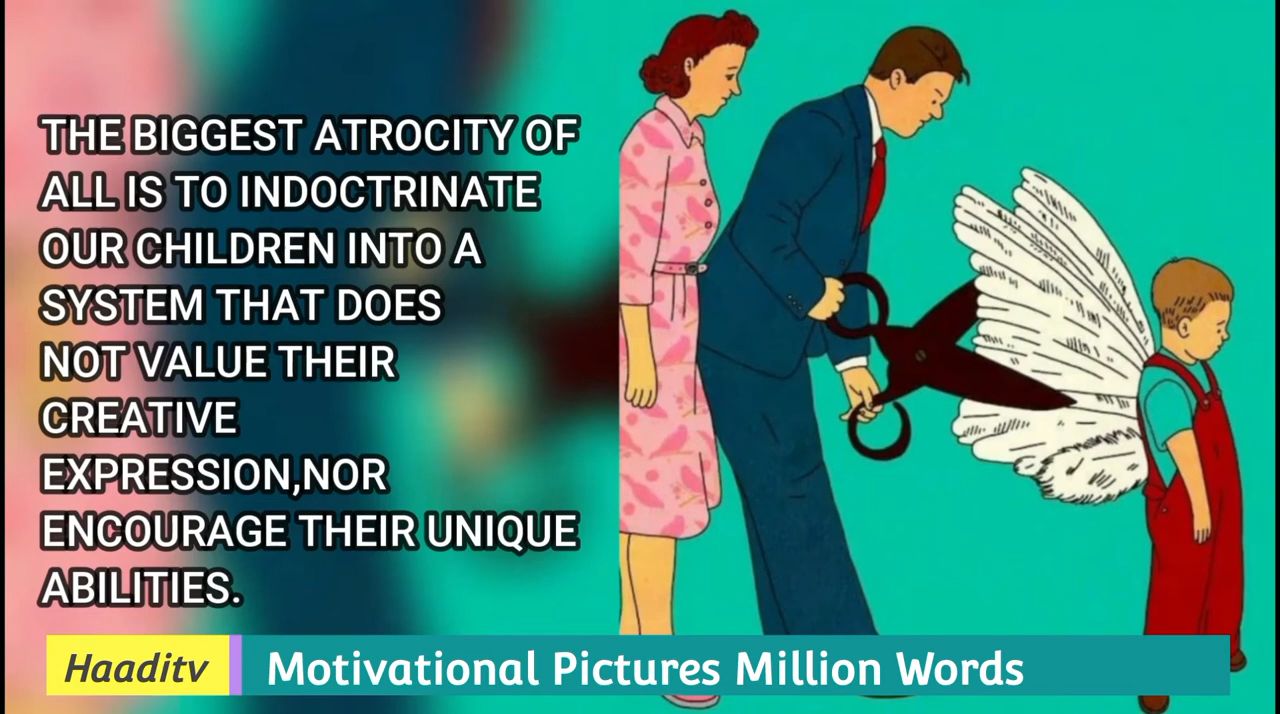 THE BIGGEST ATROCITY OF
ALL IS TO INDOCTRINATE
OUR CHILDREN INTO A
SYSTEM THAT DOES
NOT VALUE THEIR
CREATIVE
EXPRESSION,NOR
ENCOURAGE THEIR UNIQUE
ABILITIES.
Haaditv Motivational Pictures Million Words